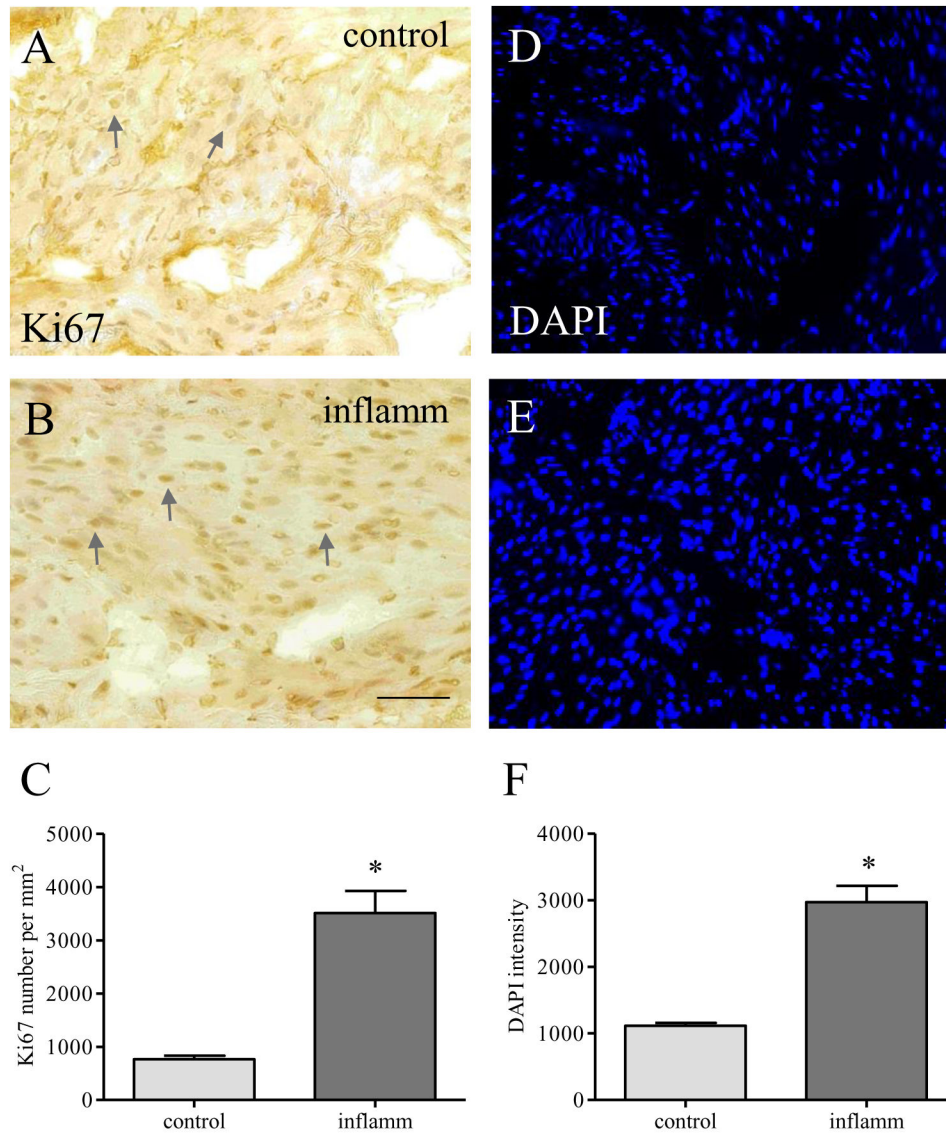 A
control
Ki67
D
DAPI
B
inflamm
E
C
5000
4000
3000
2000
1000
0
Ki67 number per mm²
*
control
inflamm
F
4000
3000
2000
1000
0
DAPI intensity
*
control
inflamm